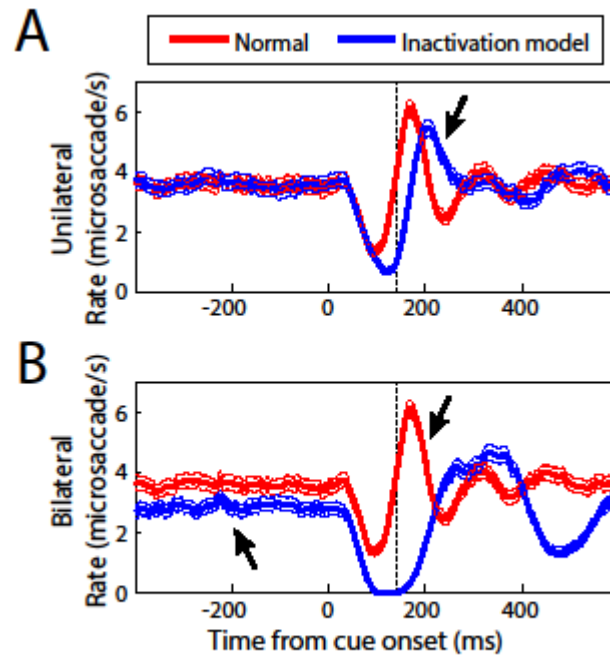 A
Normal
Inactivation model
Unilateral
Rate (microsaccade/s)
6
4
2
0
-200
0
200
400
B
Bilateral
Rate (microsaccade/s)
6
4
2
0
-200
0
200
400
Time from cue onset (ms)